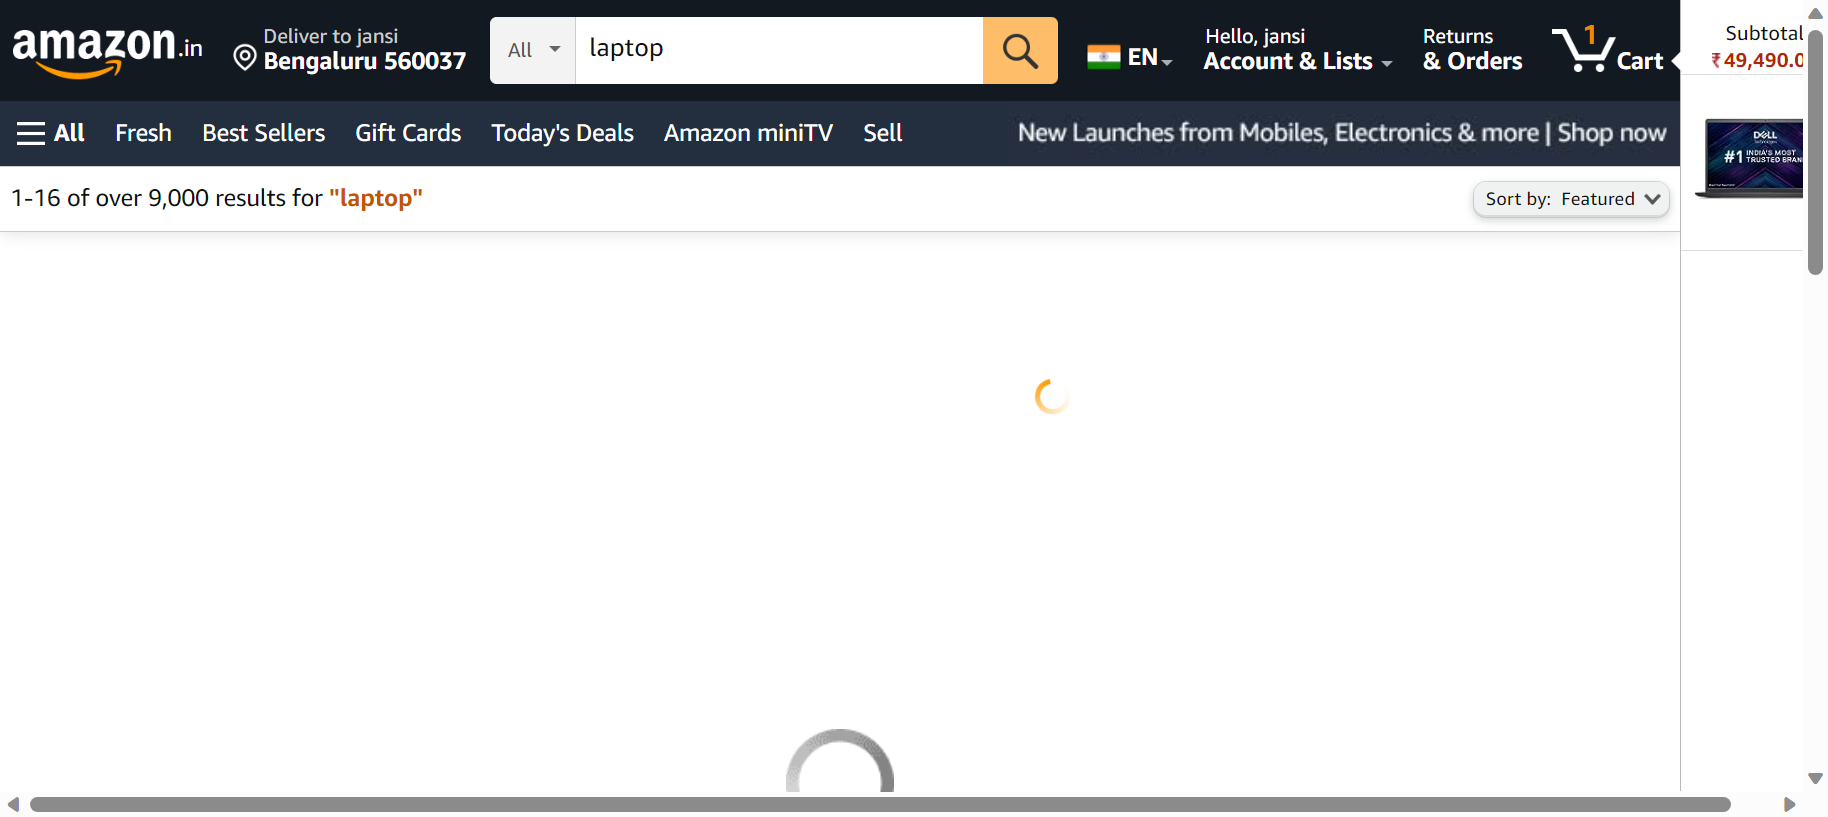 amazon.in
Deliver to jansi
Bengaluru 560037
All
laptop
EN
Hello, jansi
Account & Lists
Returns
& Orders
1
Cart
Subtotal
₹49,490.0
All
Fresh
Best Sellers
Gift Cards
Today's Deals
Amazon miniTV
Sell
New Launches from Mobiles, Electronics & more | Shop now
DELL
Technologies
#1 INDIA'S MOST
TRUSTED BRAN
1-16 of over 9,000 results for "laptop"
Sort by: Featured